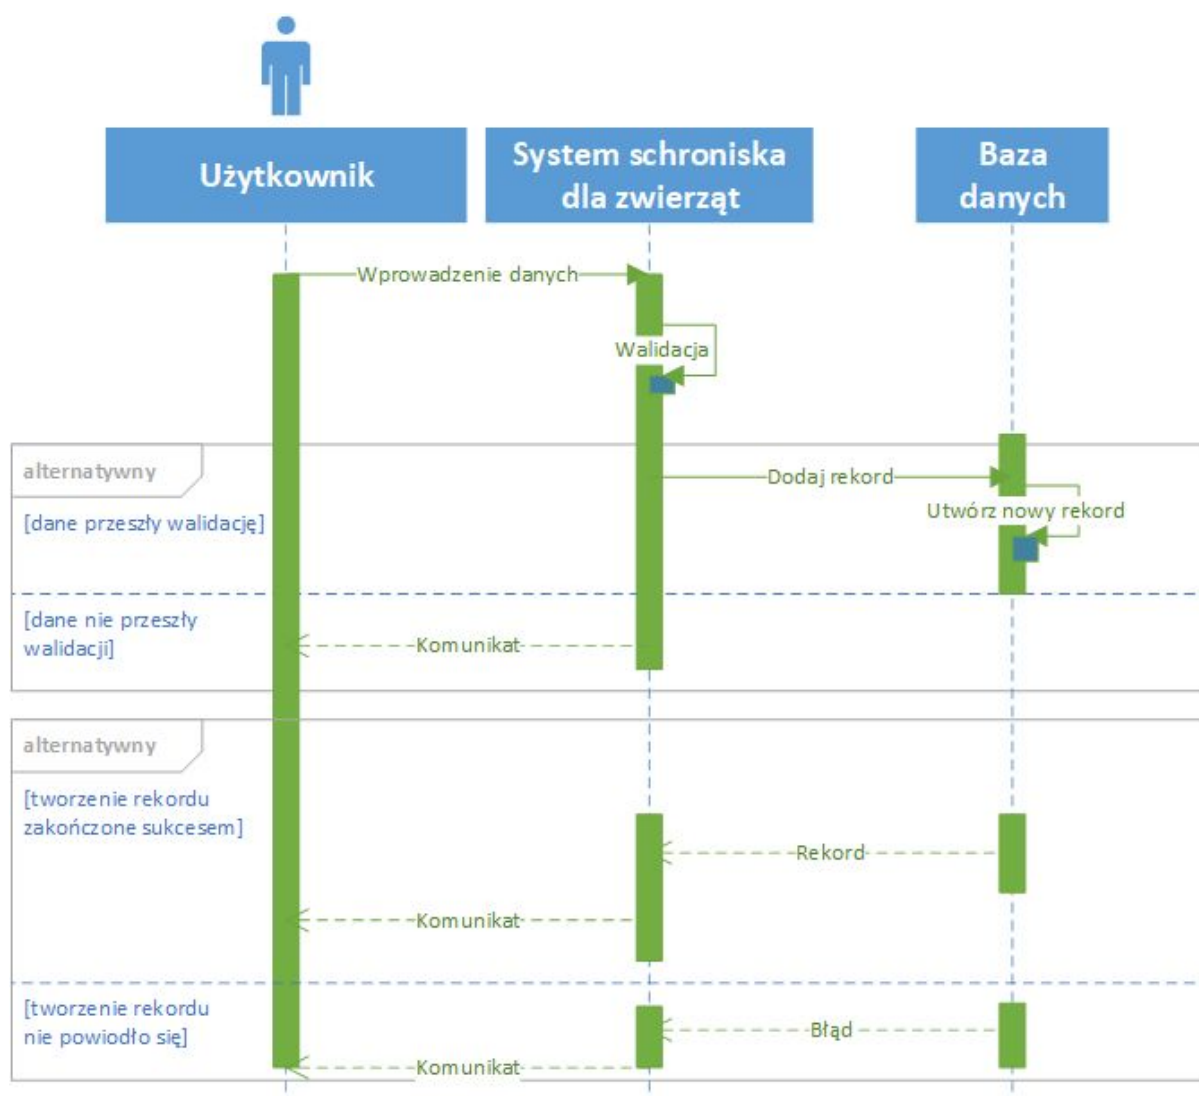 Użytkownik
System schroniska
dla zwierząt
Baza
danych
Wprowadzenie danych
Walidacja
alternatywny
[dane przeszły walidację]
Dodaj rekord
Utwórz nowy rekord
[dane nie przeszły
walidacji]
Komunikat
alternatywny
[tworzenie rekordu
zakończone sukcesem]
Rekord
Komunikat
[tworzenie rekordu
nie powiodło się]
Błąd
Komunikat